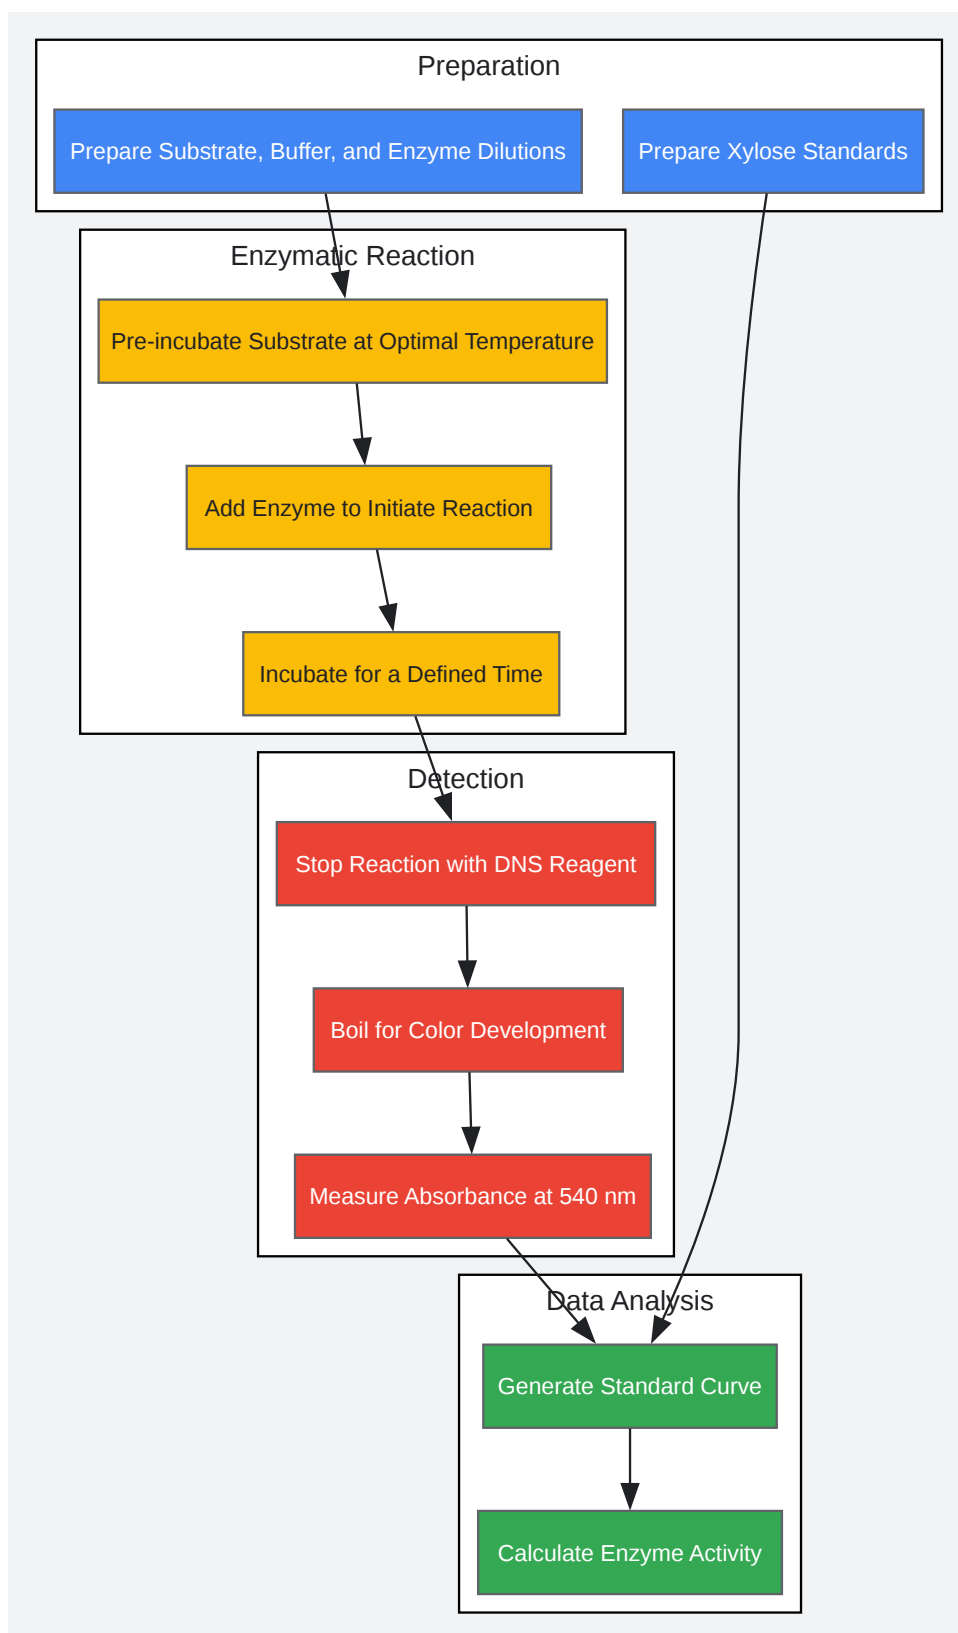 Preparation
Prepare Substrate, Buffer, and Enzyme Dilutions
Prepare Xylose Standards
Enzymatic Reaction
Pre-incubate Substrate at Optimal Temperature
Add Enzyme to Initiate Reaction
Incubate for a Defined Time
Detection
Stop Reaction with DNS Reagent
Boil for Color Development
Measure Absorbance at 540 nm
Data Analysis
Generate Standard Curve
Calculate Enzyme Activity